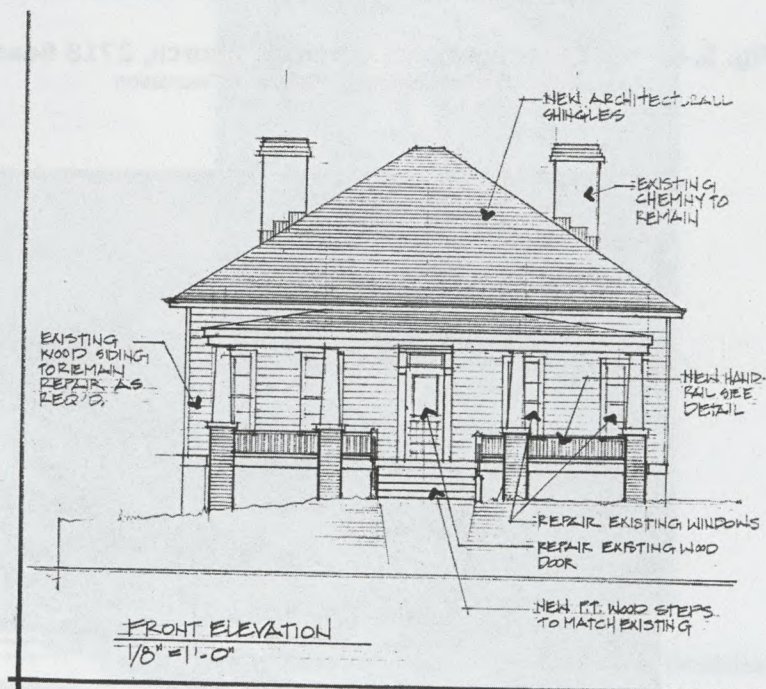 NEW ARCHITECTURALL
SHINGLES
EXISTING
CHEMNY TO
REMAIN
EXISTING
WOOD SIDING
TO REMAIN
REPAIR AS
REQ'D.
NEW HAND-
RAIL SEE
DETAIL
REPAIR EXISTING WINDOWS
REPAIR EXISTING WOOD
DOOR
NEW P.T. WOOD STEPS
TO MATCH EXISTING
FRONT ELEVATION
1/8" = 1'-0"